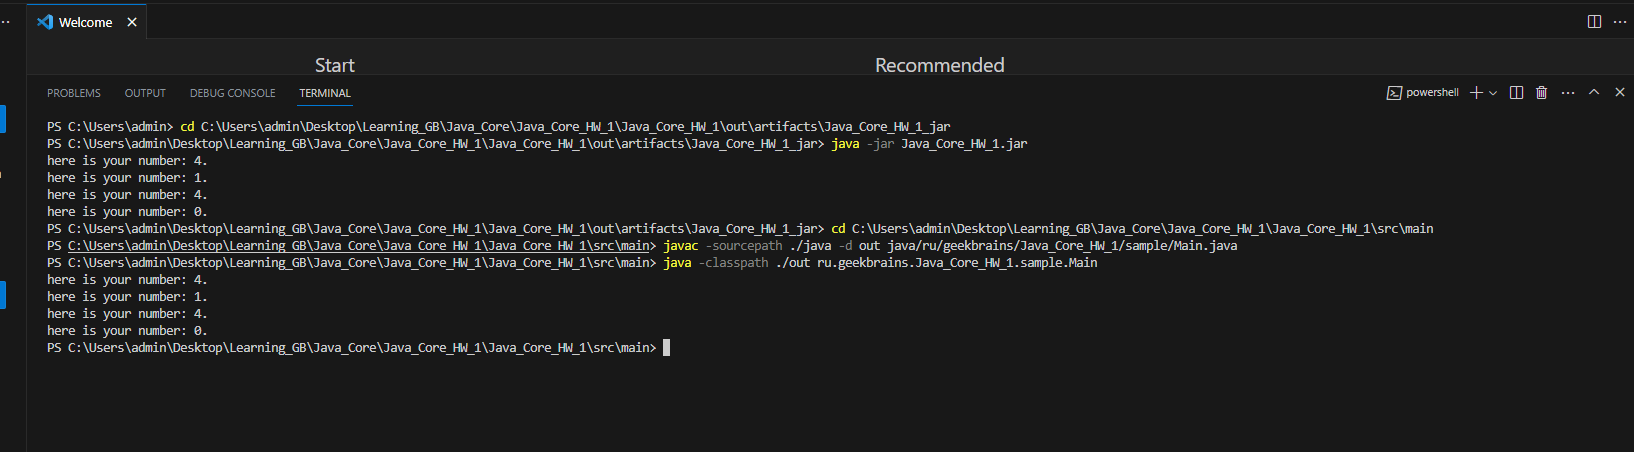 Welcome
Start Recommended
PROBLEMS OUTPUT DEBUG CONSOLE TERMINAL powershell
PS C:\Users\admin> cd C:\Users\admin\Desktop\Learning_GB\Java_Core\Java_Core_HW_1\Java_Core_HW_1\out\artifacts\Java_Core_HW_1_jar
PS C:\Users\admin\Desktop\Learning_GB\Java_Core\Java_Core_HW_1\Java_Core_HW_1\out\artifacts\Java_Core_HW_1_jar> java -jar Java_Core_HW_1.jar
here is your number: 4.
here is your number: 1.
here is your number: 4.
here is your number: 0.
PS C:\Users\admin\Desktop\Learning_GB\Java_Core\Java_Core_HW_1\Java_Core_HW_1\out\artifacts\Java_Core_HW_1_jar> cd C:\Users\admin\Desktop\Learning_GB\Java_Core\Java_Core_HW_1\Java_Core_HW_1\src\main
PS C:\Users\admin\Desktop\Learning_GB\Java_Core\Java_Core_HW_1\Java_Core_HW_1\src\main> javac -sourcepath ./java -d out java/ru/geekbrains/Java_Core_HW_1/sample/Main.java
PS C:\Users\admin\Desktop\Learning_GB\Java_Core\Java_Core_HW_1\Java_Core_HW_1\src\main> java -classpath ./out ru.geekbrains.Java_Core_HW_1.sample.Main
here is your number: 4.
here is your number: 1.
here is your number: 4.
here is your number: 0.
PS C:\Users\admin\Desktop\Learning_GB\Java_Core\Java_Core_HW_1\Java_Core_HW_1\src\main>